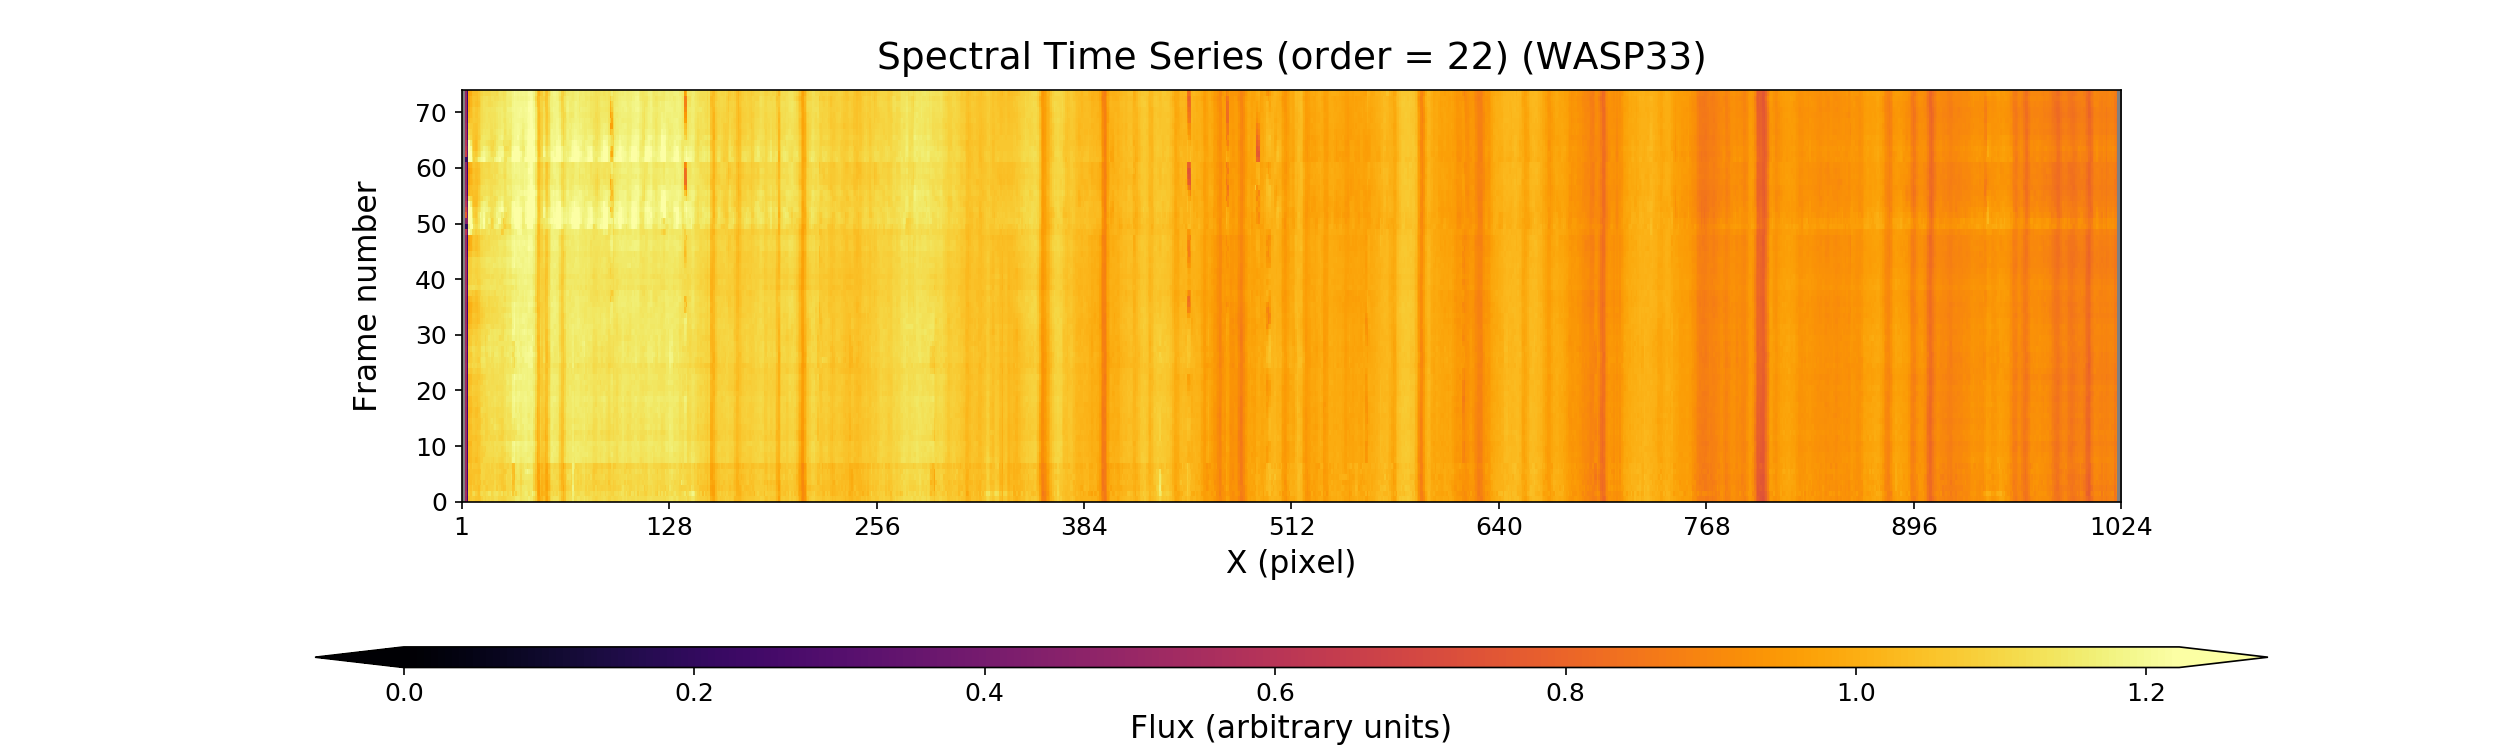 Spectral Time Series (order = 22) (WASP33)
70
60
50
40
30
20
10
0
Frame number
1 128 256 384 512 640 768 896 1024
X (pixel)
0.0 0.2 0.4 0.6 0.8 1.0 1.2
Flux (arbitrary units)